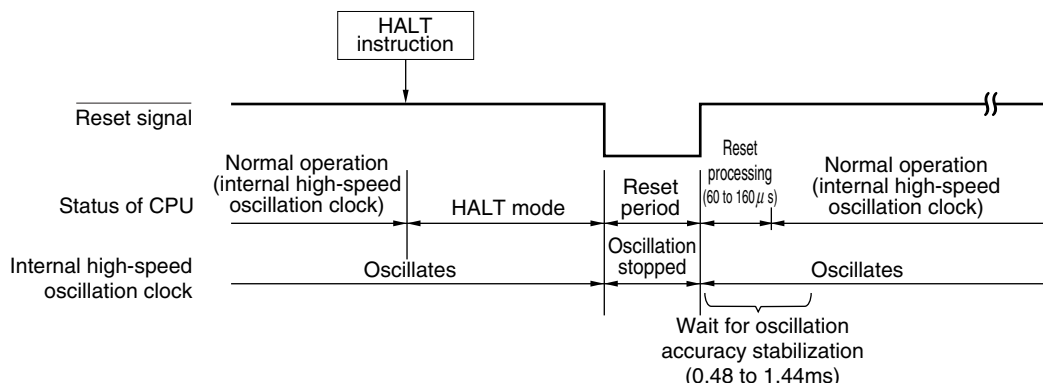 HALT
instruction
Reset signal
Status of CPU
Normal operation
(internal high-speed
oscillation clock)
HALT mode
Reset
period
Reset
processing
(60 to 160μs)
Normal operation
(internal high-speed
oscillation clock)
Internal high-speed
oscillation clock
Oscillates
Oscillation
stopped
Oscillates
Wait for oscillation
accuracy stabilization
(0.48 to 1.44ms)